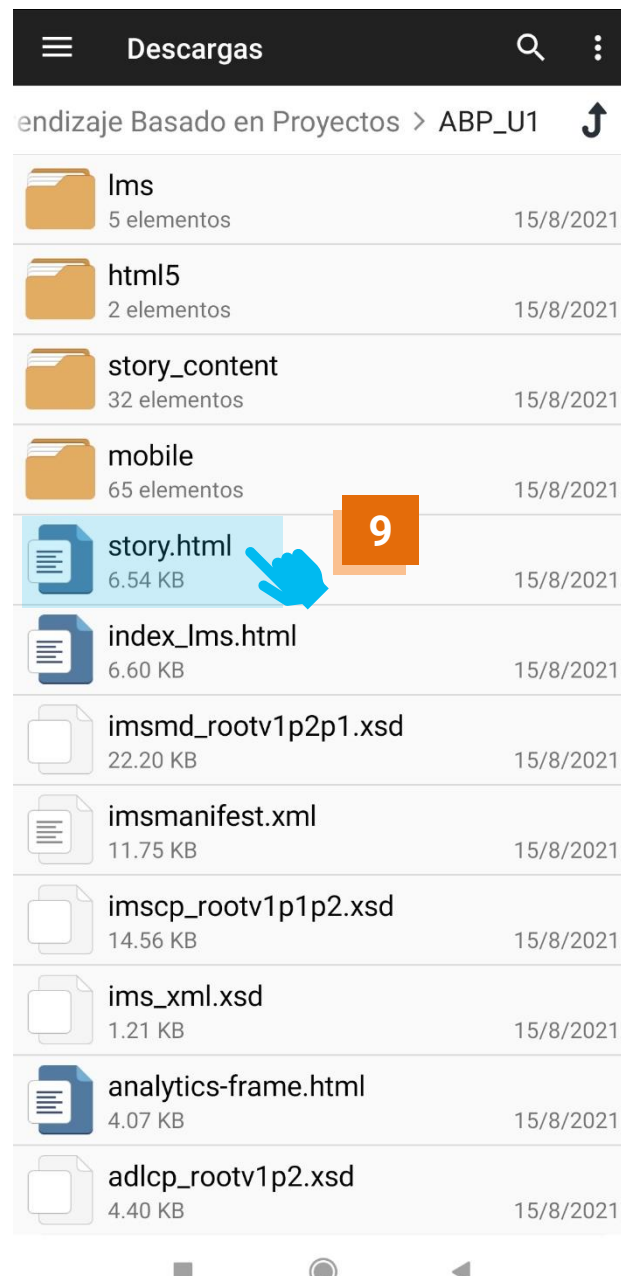 Descargas
endizaje Basado en Proyectos > ABP_U1
lms
5 elementos 15/8/2021
html5
2 elementos 15/8/2021
story_content
32 elementos 15/8/2021
mobile
65 elementos 15/8/2021
story.html 9
6.54 KB 15/8/2021
index_lms.html
6.60 KB 15/8/2021
imsmd_rootv1p2p1.xsd
22.20 KB 15/8/2021
imsmanifest.xml
11.75 KB 15/8/2021
imscp_rootv1p1p2.xsd
14.56 KB 15/8/2021
ims_xml.xsd
1.21 KB 15/8/2021
analytics-frame.html
4.07 KB 15/8/2021
adlcp_rootv1p2.xsd
4.40 KB 15/8/2021